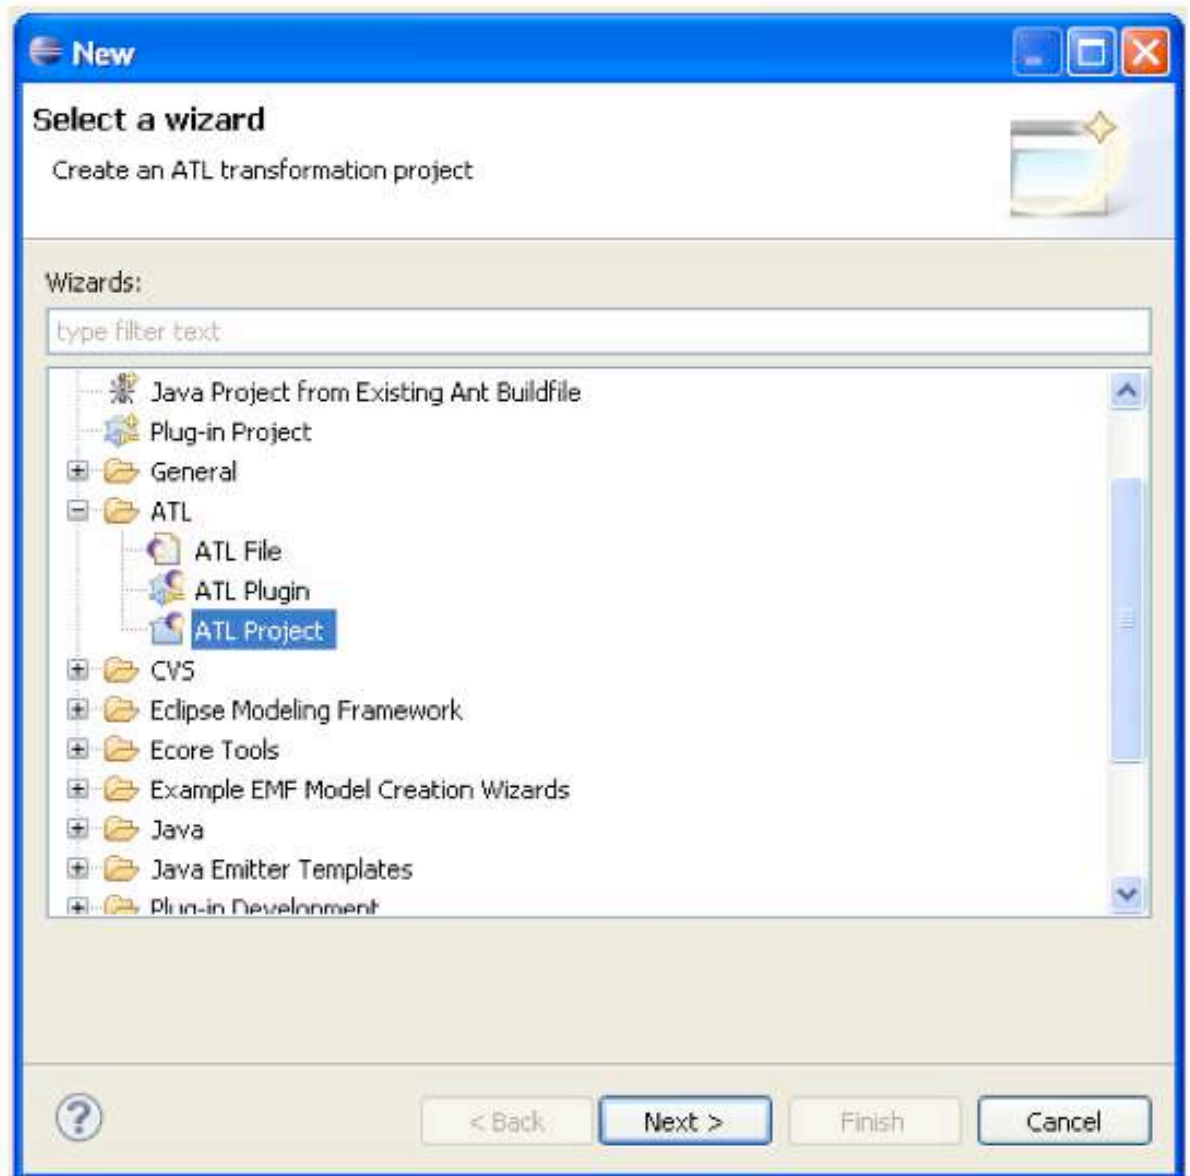 New
Select a wizard
Create an ATL transformation project
Wizards:
type filter text
Java Project from Existing Ant Buildfile
Plug-in Project
General
ATL
ATL File
ATL Plugin
ATL Project
CVS
Eclipse Modeling Framework
Ecore Tools
Example EMF Model Creation Wizards
Java
Java Emitter Templates
Plug-in Development
?
< Back Next > Finish Cancel